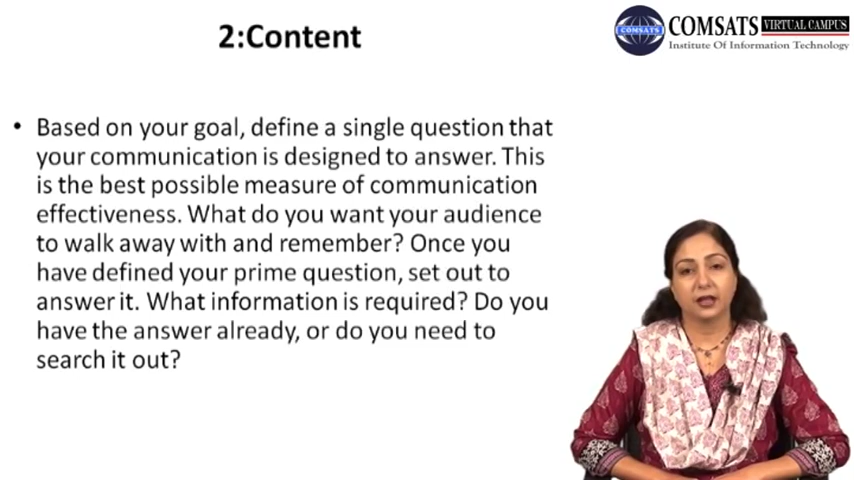 2:Content
COMSATS VIRTUAL CAMPUS
Institute Of Information Technology
COMSATS
• Based on your goal, define a single question that
your communication is designed to answer. This
is the best possible measure of communication
effectiveness. What do you want your audience
to walk away with and remember? Once you
have defined your prime question, set out to
answer it. What information is required? Do you
have the answer already, or do you need to
search it out?